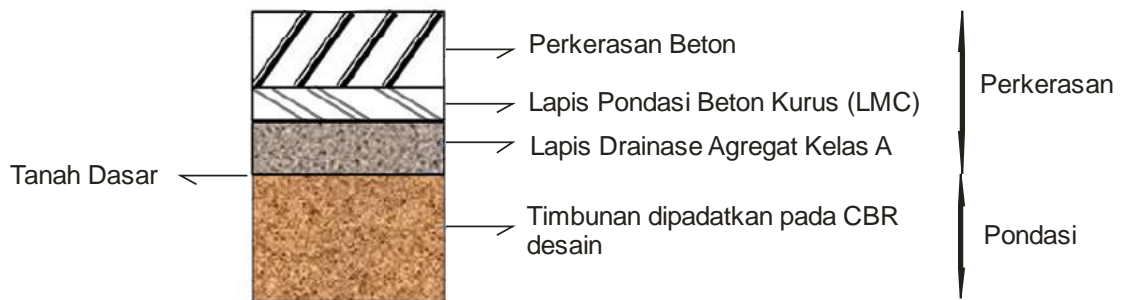 Perkerasan Beton
Perkerasan
Lapis Pondasi Beton Kurus (LMC)
Lapis Drainase Agregat Kelas A
Tanah Dasar
Timbunan dipadatkan pada CBR
desain
Pondasi